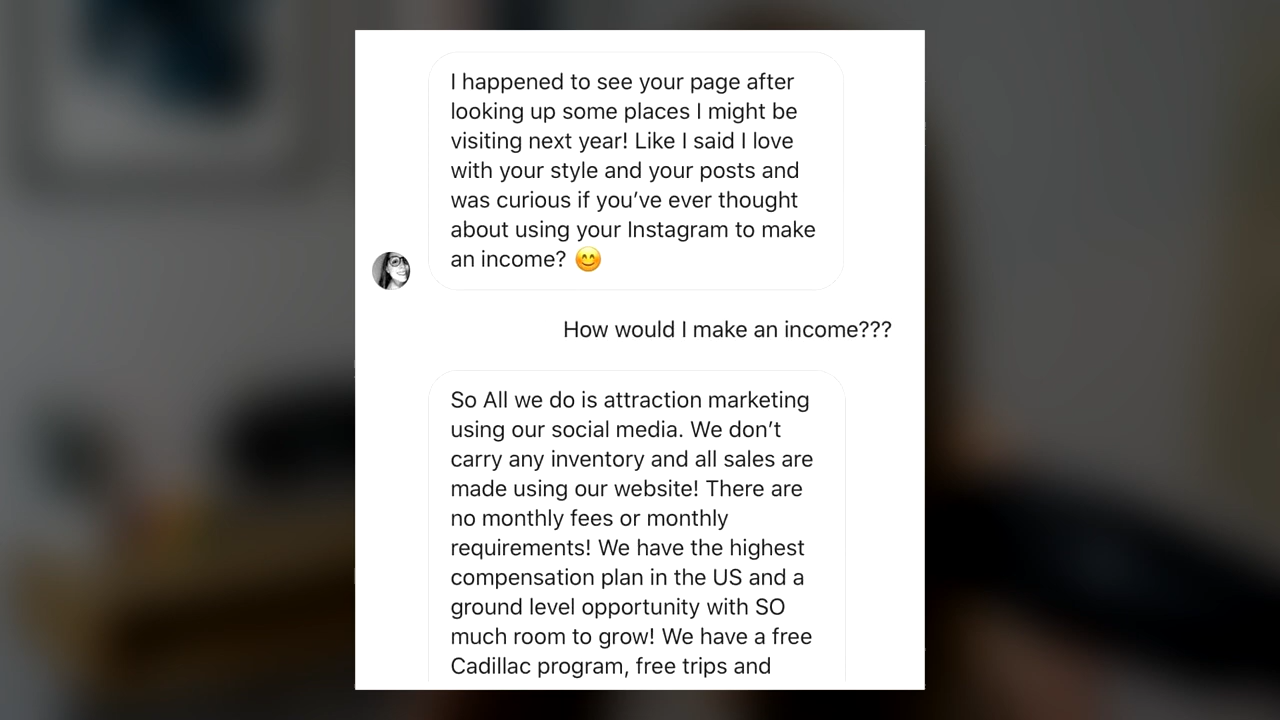 I happened to see your page after
looking up some places I might be
visiting next year! Like I said I love
with your style and your posts and
was curious if you’ve ever thought
about using your Instagram to make
an income? 😊
How would I make an income???
So All we do is attraction marketing
using our social media. We don’t
carry any inventory and all sales are
made using our website! There are
no monthly fees or monthly
requirements! We have the highest
compensation plan in the US and a
ground level opportunity with SO
much room to grow! We have a free
Cadillac program, free trips and